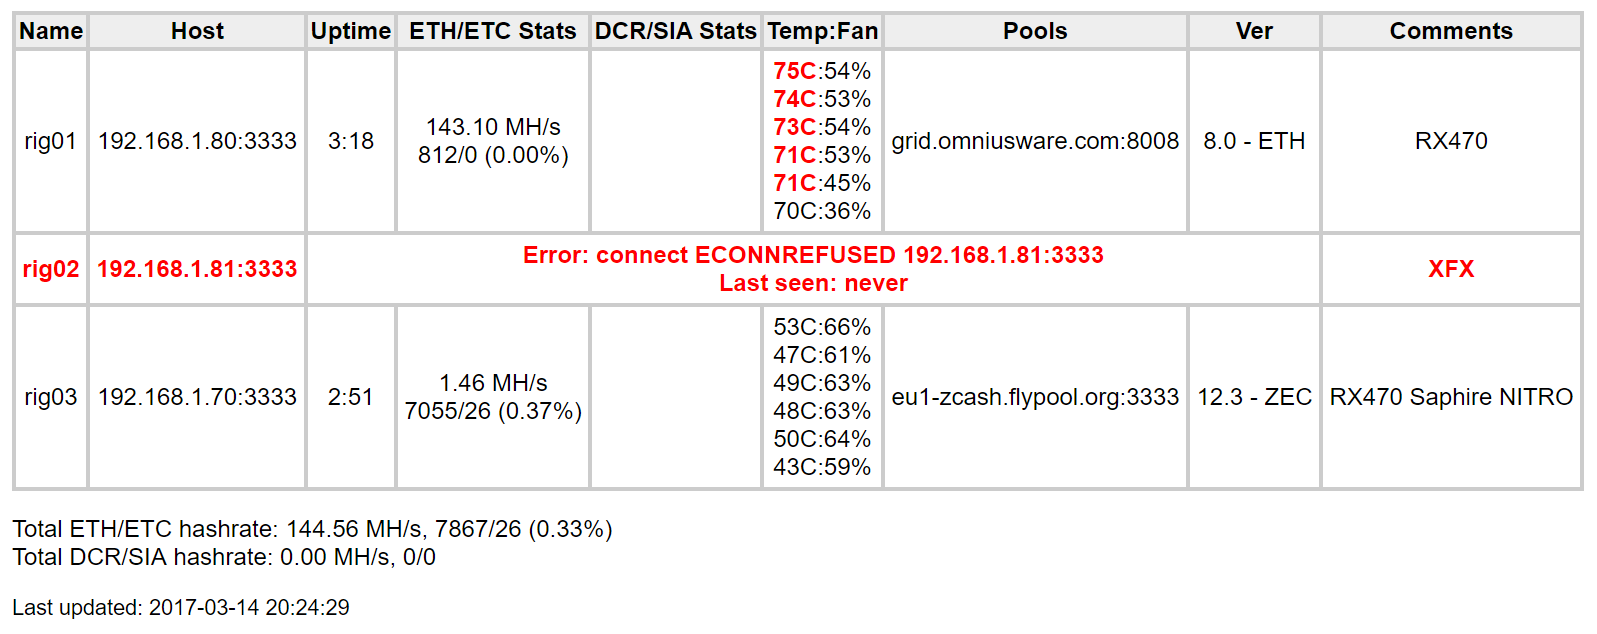 Name Host Uptime ETH/ETC Stats DCR/SIA Stats Temp:Fan Pools Ver Comments
75C:54%
74C:53%
143.10 MH/s 73C:54%
rig01 192.168.1.80:3333 3:18 grid.omniusware.com:8008 8.0 - ETH RX470
812/0 (0.00%) 71C:53%
71C:45%
70C:36%
Error: connect ECONNREFUSED 192.168.1.81:3333
rig02 192.168.1.81:3333 XFX
Last seen: never
53C:66%
47C:61%
1.46 MH/s 49C:63%
rig03 192.168.1.70:3333 2:51 eu1-zcash.flypool.org:3333 12.3 - ZEC RX470 Saphire NITRO
7055/26 (0.37%) 48C:63%
50C:64%
43C:59%
Total ETH/ETC hashrate: 144.56 MH/s, 7867/26 (0.33%)
Total DCR/SIA hashrate: 0.00 MH/s, 0/0
Last updated: 2017-03-14 20:24:29